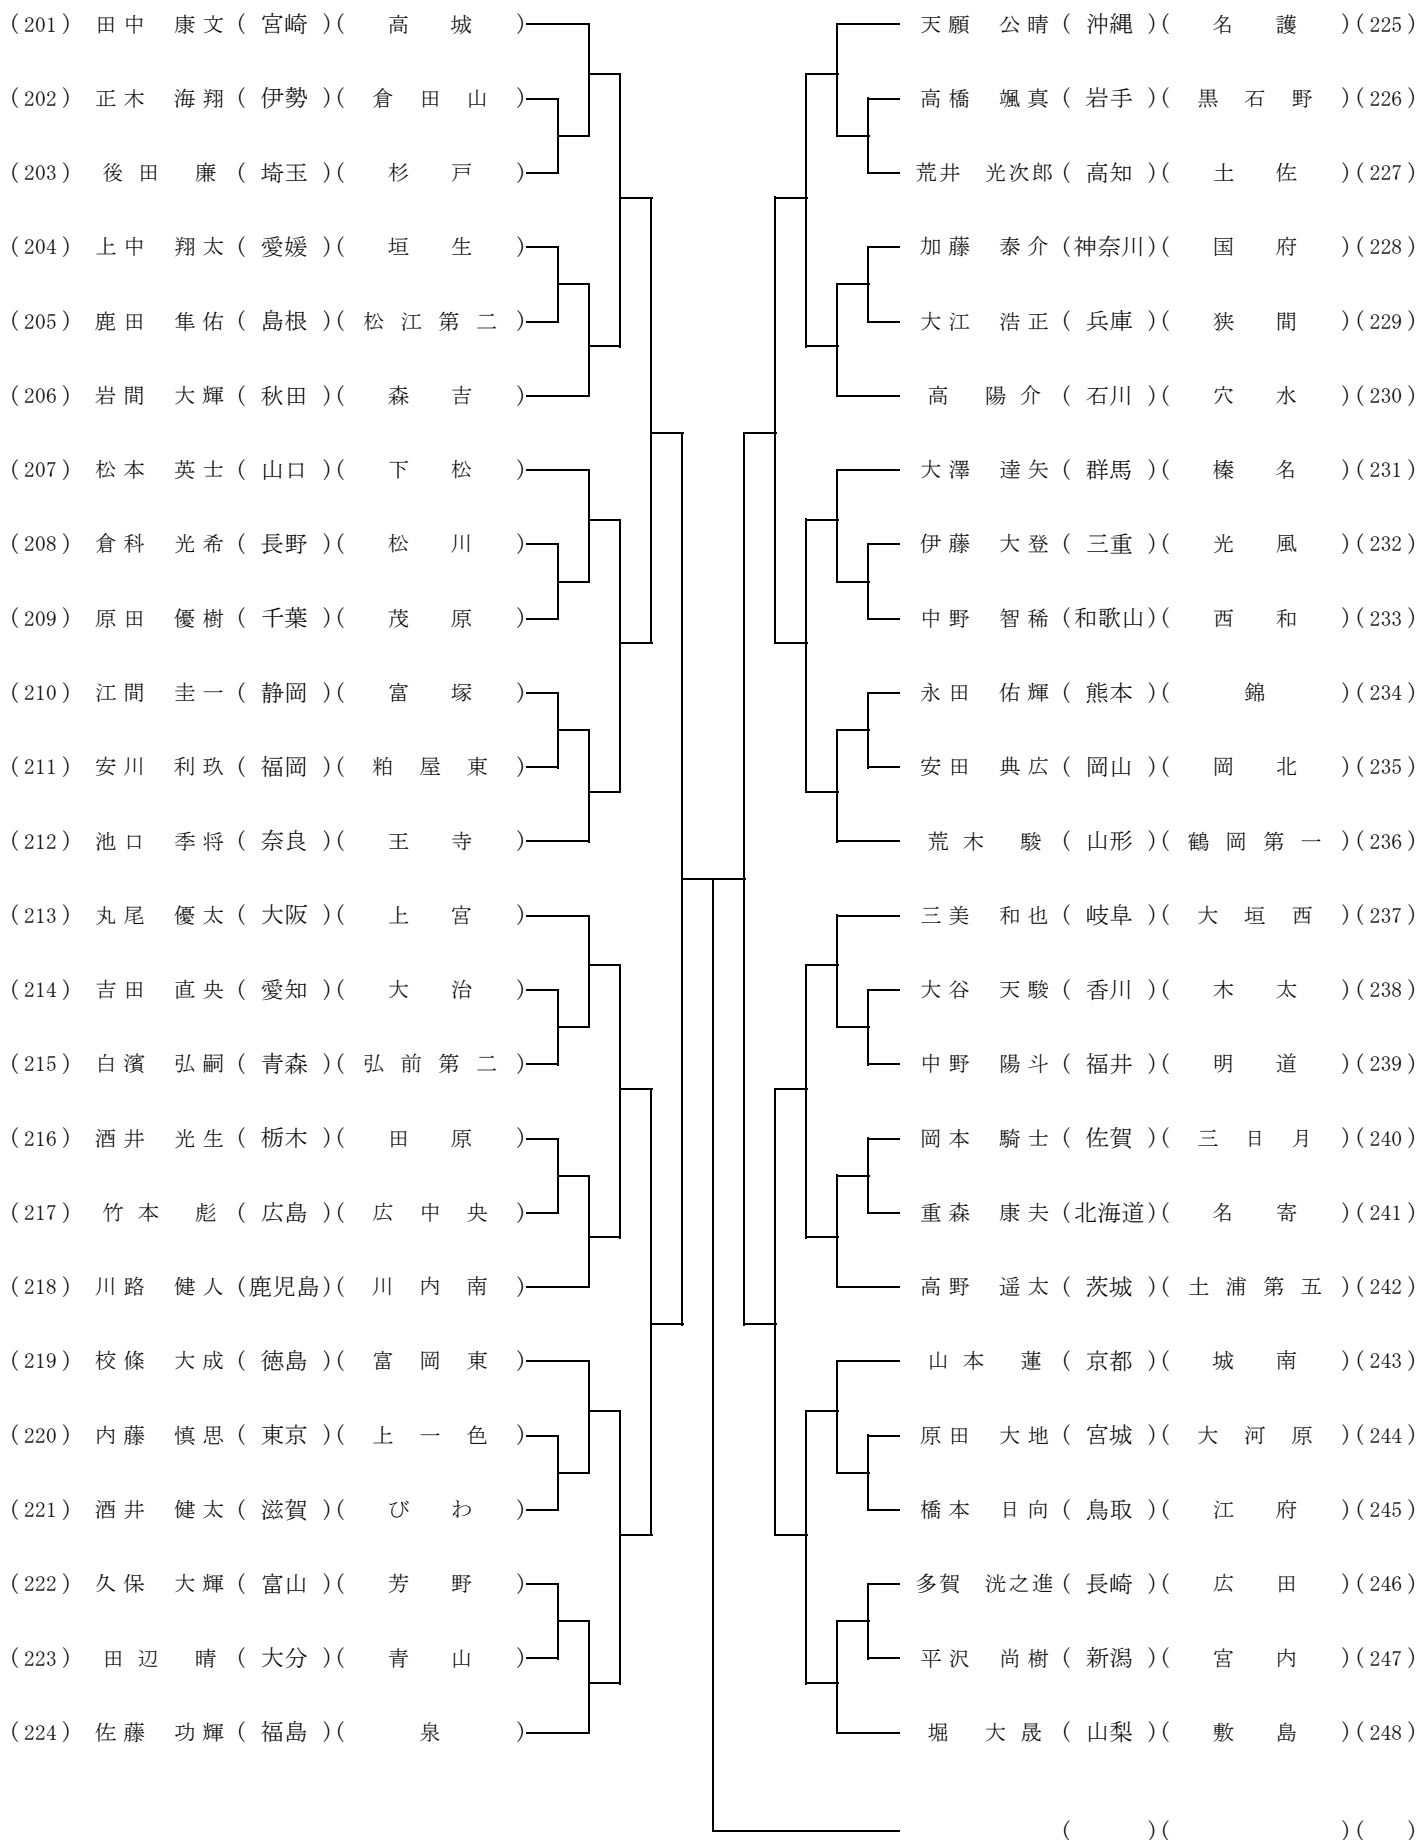 (201) 田中 康文 ( 宮崎 )( 高城 )
(202) 正木 海翔 ( 伊勢 )( 倉田山 )
(203) 後田 廉 ( 埼玉 )( 杉戸 )
(204) 上中 翔太 ( 愛媛 )( 垣生 )
(205) 鹿田 隼佑 ( 島根 )( 松江第二 )
(206) 岩間 大輝 ( 秋田 )( 森吉 )
(207) 松本 英士 ( 山口 )( 下松 )
(208) 倉科 光希 ( 長野 )( 松川 )
(209) 原田 優樹 ( 千葉 )( 茂原 )
(210) 江間 圭一 ( 静岡 )( 富塚 )
(211) 安川 利玖 ( 福岡 )( 粕屋東 )
(212) 池口 季将 ( 奈良 )( 王寺 )
(213) 丸尾 優太 ( 大阪 )( 上宮 )
(214) 吉田 直央 ( 愛知 )( 大治 )
(215) 白濱 弘嗣 ( 青森 )( 弘前第二 )
(216) 酒井 光生 ( 栃木 )( 田原 )
(217) 竹本 彪 ( 広島 )( 広中央 )
(218) 川路 健人 (鹿児島)( 川内南 )
(219) 校條 大成 ( 徳島 )( 富岡東 )
(220) 内藤 慎思 ( 東京 )( 上一色 )
(221) 酒井 健太 ( 滋賀 )( びわ )
(222) 久保 大輝 ( 富山 )( 芳野 )
(223) 田辺 晴 ( 大分 )( 青山 )
(224) 佐藤 功輝 ( 福島 )( 泉 )
天願 公晴 ( 沖縄 )( 名護 )(225)
高橋 颯真 ( 岩手 )( 黒石野 )(226)
荒井 光次郎 ( 高知 )( 土佐 )(227)
加藤 泰介 (神奈川)( 国府 )(228)
大江 浩正 ( 兵庫 )( 狭間 )(229)
高 陽介 ( 石川 )( 穴水 )(230)
大澤 達矢 ( 群馬 )( 榛名 )(231)
伊藤 大登 ( 三重 )( 光風 )(232)
中野 智稀 (和歌山)( 西和 )(233)
永田 佑輝 ( 熊本 )( 錦 )(234)
安田 典広 ( 岡山 )( 岡北 )(235)
荒木 駿 ( 山形 )( 鶴岡第一 )(236)
三美 和也 ( 岐阜 )( 大垣西 )(237)
大谷 天駿 ( 香川 )( 木太 )(238)
中野 陽斗 ( 福井 )( 明道 )(239)
岡本 騎士 ( 佐賀 )( 三日月 )(240)
重森 康夫 (北海道)( 名寄 )(241)
高野 遥太 ( 茨城 )( 土浦第五 )(242)
山本 蓮 ( 京都 )( 城南 )(243)
原田 大地 ( 宮城 )( 大河原 )(244)
橋本 日向 ( 鳥取 )( 江府 )(245)
多賀 洸之進 ( 長崎 )( 広田 )(246)
平沢 尚樹 ( 新潟 )( 宮内 )(247)
堀 大晟 ( 山梨 )( 敷島 )(248)
( )( )( )